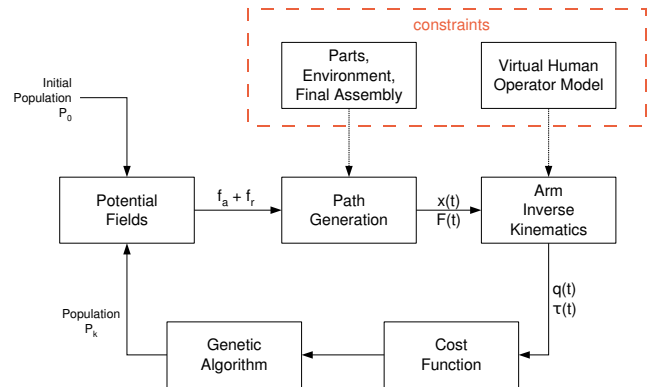 constraints
Parts,
Environment,
Final Assembly
Virtual Human
Operator Model
Initial
Population
P₀
Potential
Fields
fₐ + fᵣ
Path
Generation
x(t)
F(t)
Arm
Inverse
Kinematics
q(t)
τ(t)
Population
Pₖ
Genetic
Algorithm
Cost
Function